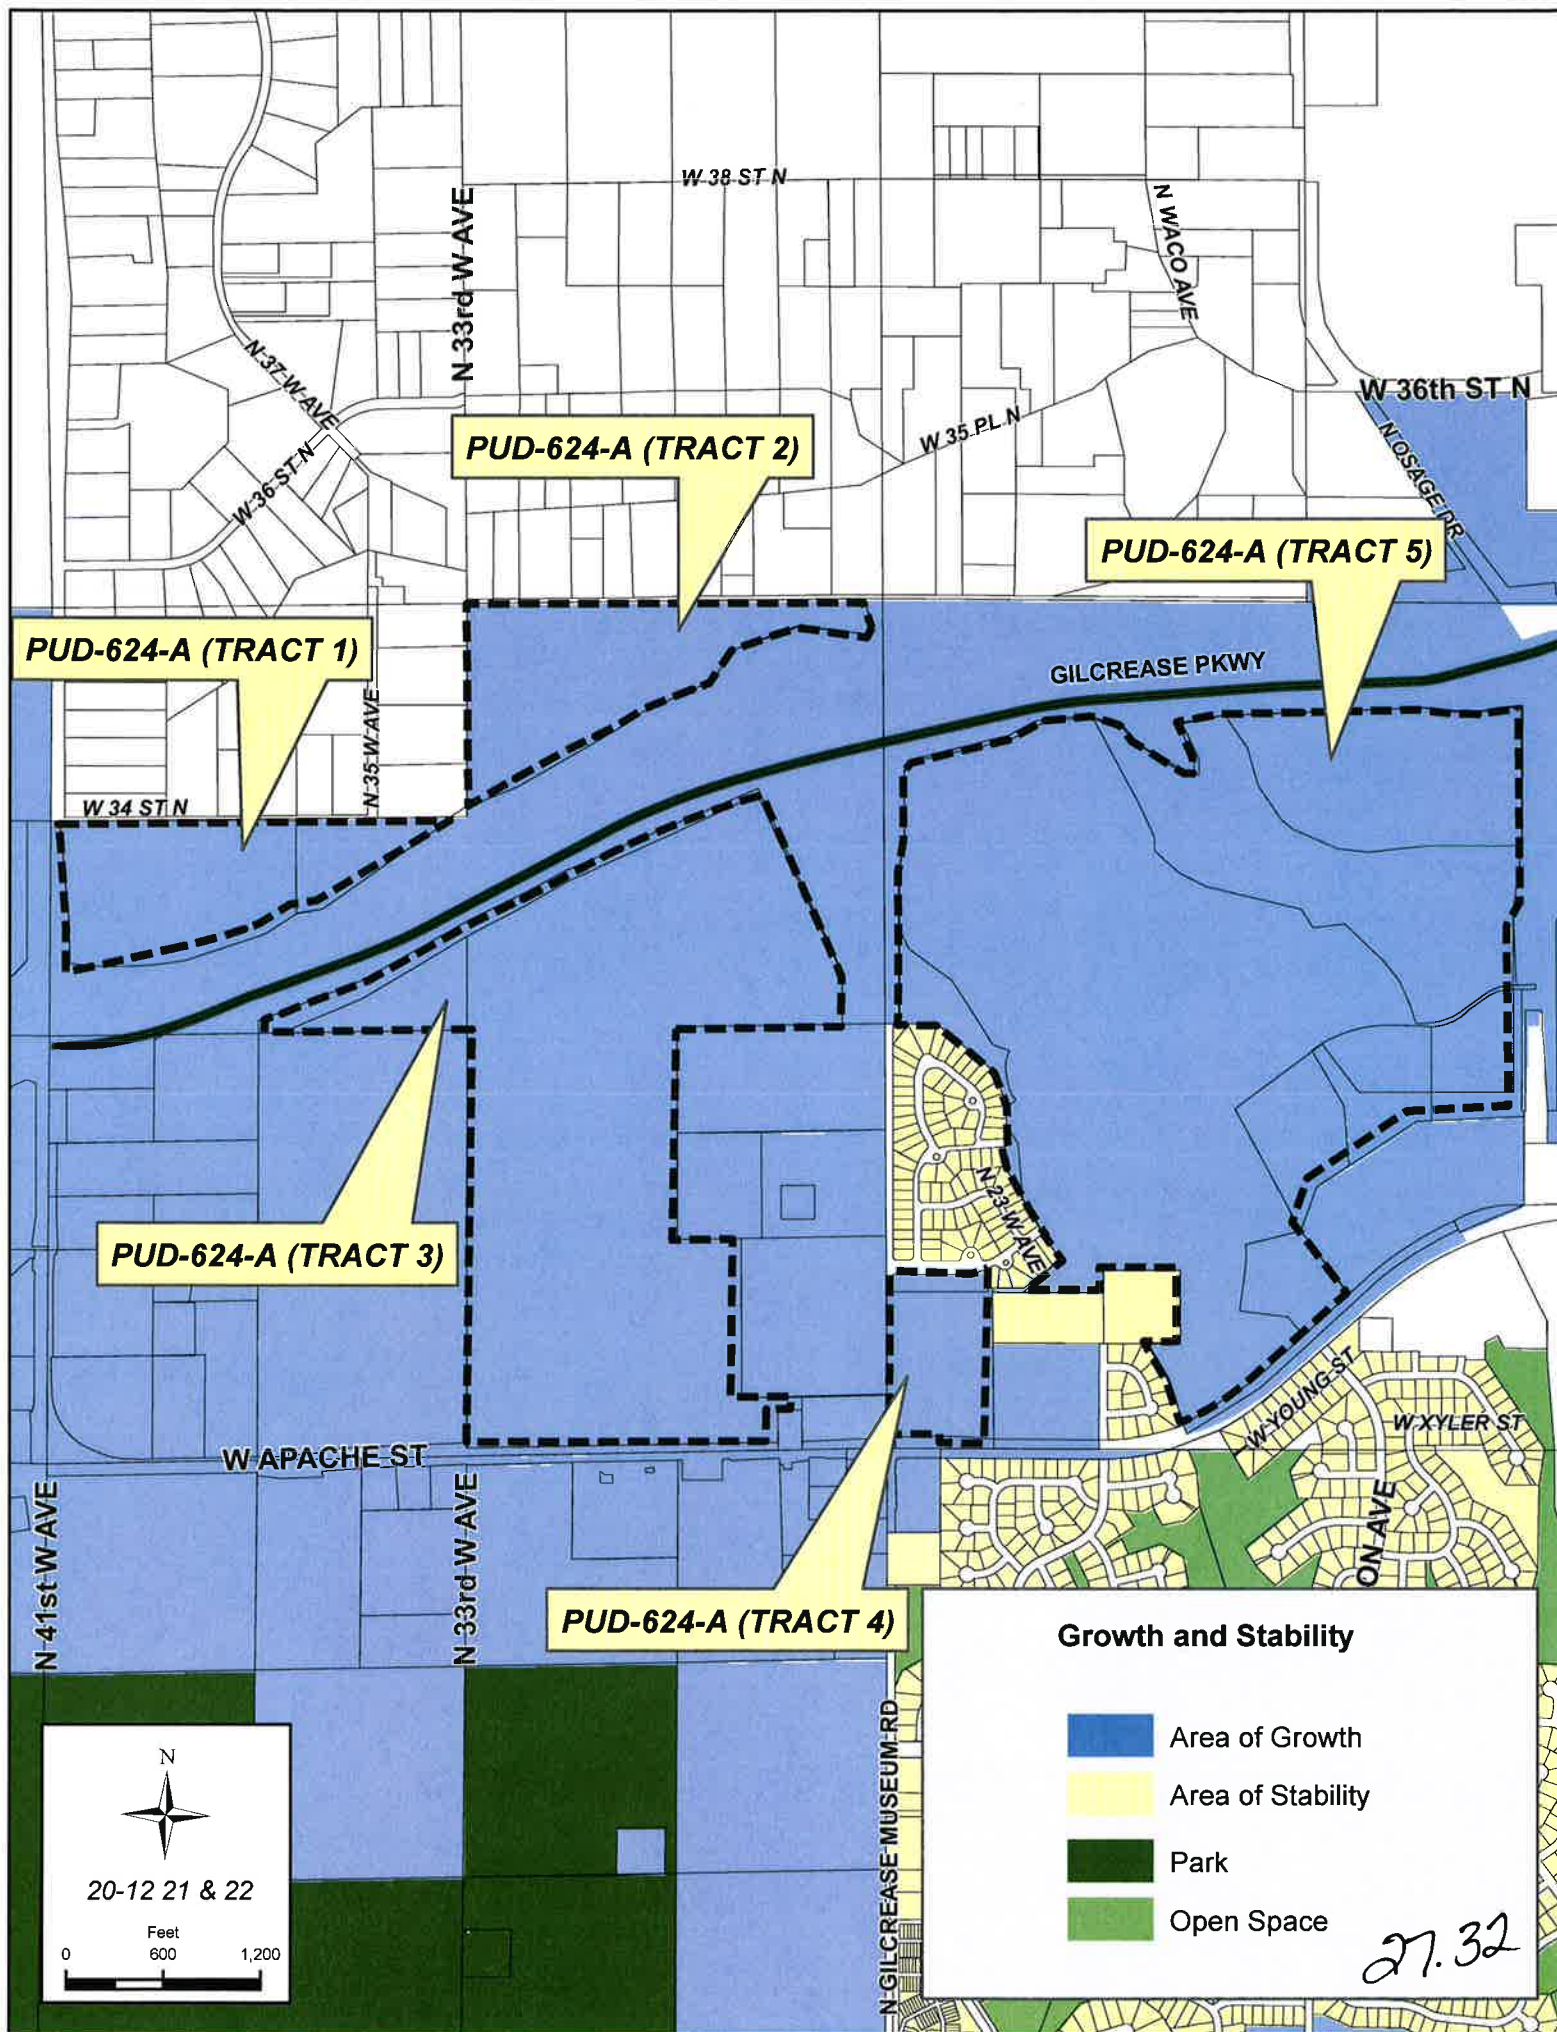 W 38 ST N
N 33rd W AVE
N WACO AVE
N 37 W AVE
W 36th ST N
W 35 PL N
N OSAGE DR
W 36 ST N
PUD-624-A (TRACT 2)
PUD-624-A (TRACT 5)
PUD-624-A (TRACT 1)
GILCREASE PKWY
N 35 W AVE
W 34 ST N
N 23 W AVE
PUD-624-A (TRACT 3)
W YOUNG ST
W XYLER ST
W APACHE ST
N 41st W AVE
N 33rd W AVE
ON AVE
PUD-624-A (TRACT 4)
N GILCREASE MUSEUM RD
Growth and Stability
Area of Growth
Area of Stability
Park
Open Space
N
20-12 21 & 22
Feet
0 600 1,200
27.32